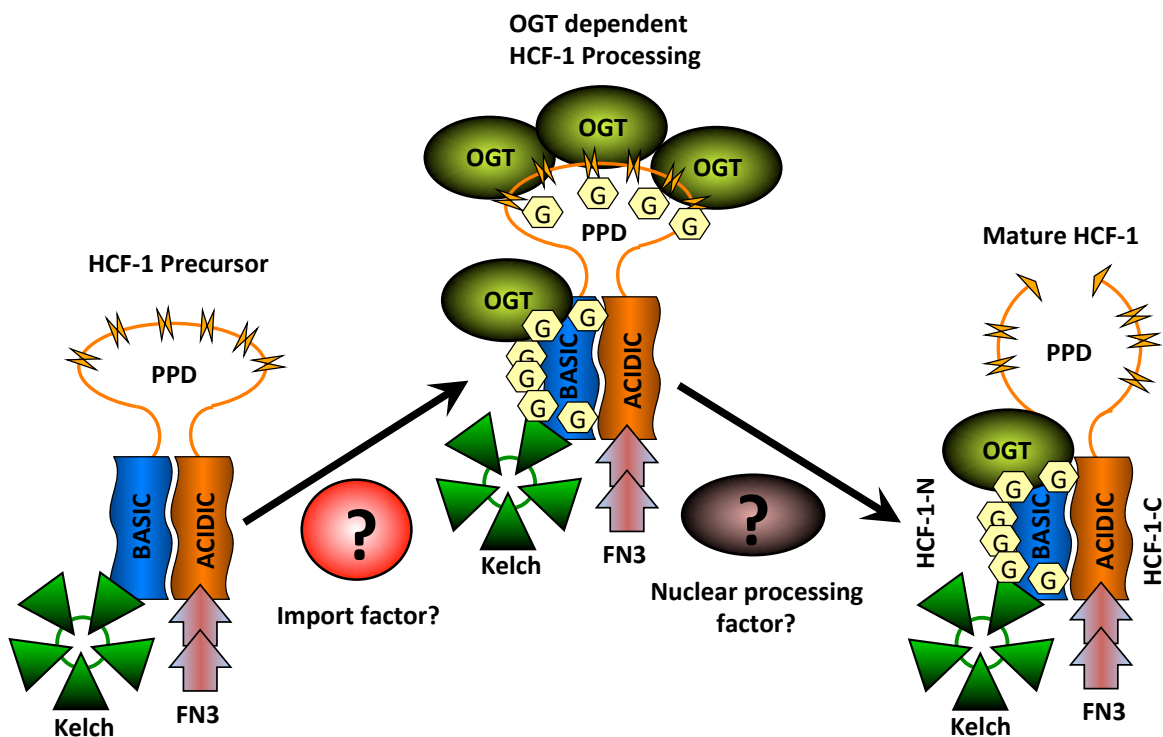 OGT dependent
HCF-1 Processing
OGT
OGT
OGT
G
G
G
G
PPD
OGT
G
G
G
G
G
G
BASIC
ACIDIC
Kelch
FN3
HCF-1 Precursor
PPD
BASIC
ACIDIC
Kelch
FN3
?
Import factor?
?
Nuclear processing
factor?
Mature HCF-1
PPD
OGT
G
G
G
G
G
G
BASIC
ACIDIC
HCF-1-N
HCF-1-C
Kelch
FN3